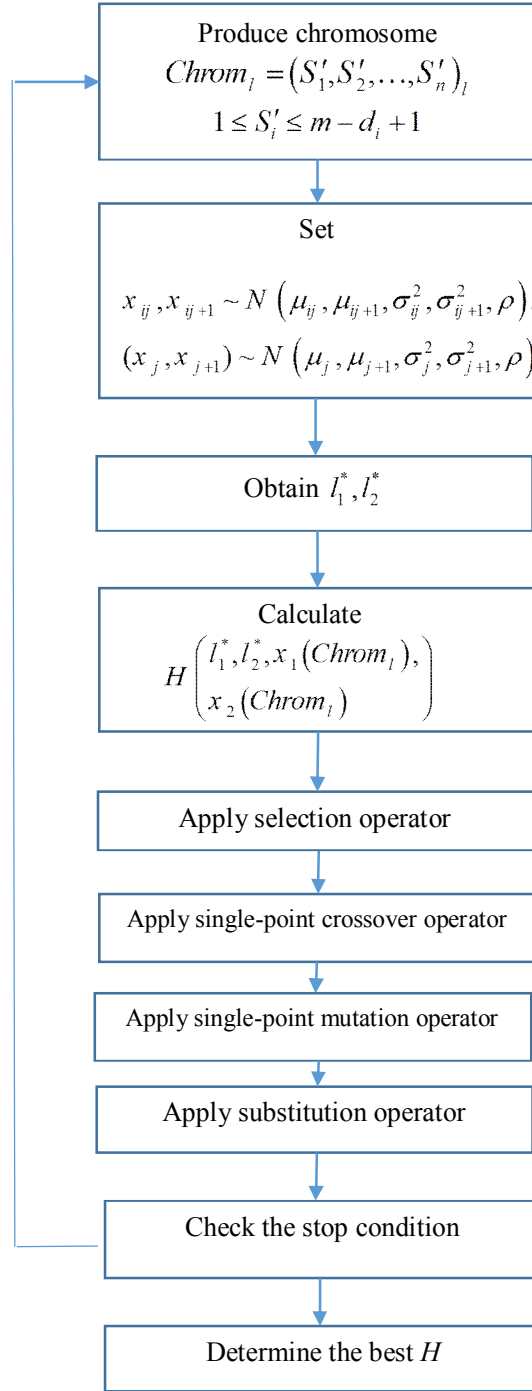 Produce chromosome
Chrom_l = (S′_1, S′_2, …, S′_n)_l
1 ≤ S′_i ≤ m − d_i + 1
Set
x_ij, x_ij+1 ~ N (μ_ij, μ_ij+1, σ²_ij, σ²_ij+1, ρ)
(x_j, x_j+1) ~ N (μ_j, μ_j+1, σ²_j, σ²_j+1, ρ)
Obtain l*_1, l*_2
Calculate
H (l*_1, l*_2, x_1(Chrom_l),
x_2(Chrom_l))
Apply selection operator
Apply single-point crossover operator
Apply single-point mutation operator
Apply substitution operator
Check the stop condition
Determine the best H